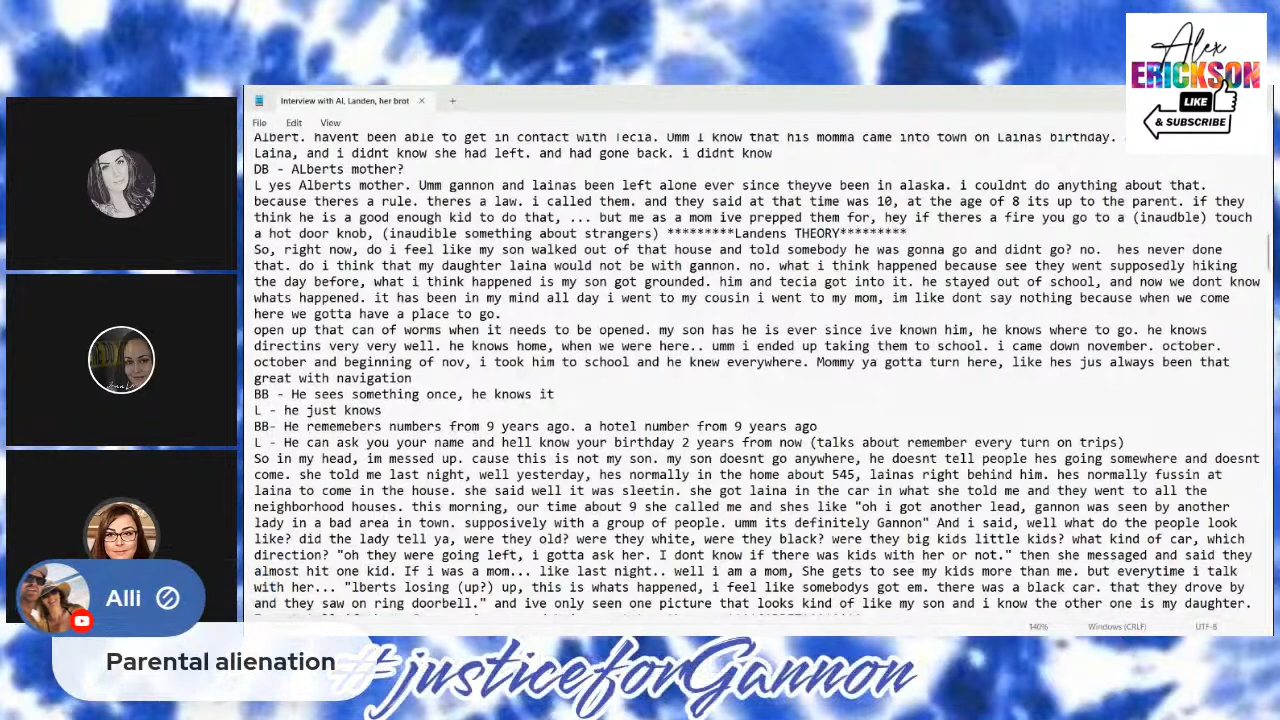 Alex
ERICKSON
LIKE
& SUBSCRIBE
Interview with Al, Landen, her brot
File Edit View
Albert. havent been able to get in contact with Tecia. Umm I know that his momma came into town on Lainas birthday.
Laina, and i didnt know she had left. and had gone back. i didnt know
DB - ALberts mother?
L yes Alberts mother. Umm gannon and lainas been left alone ever since theyve been in alaska. i couldnt do anything about that.
because theres a rule. theres a law. i called them. and they said at that time was 10, at the age of 8 its up to the parent. if they
think he is a good enough kid to do that, ... but me as a mom ive prepped them for, hey if theres a fire you go to a (inaudble) touch
a hot door knob, (inaudible something about strangers) *********Landens THEORY*********
So, right now, do i feel like my son walked out of that house and told somebody he was gonna go and didnt go? no. hes never done
that. do i think that my daughter laina would not be with gannon. no. what i think happened because see they went supposedly hiking
the day before, what i think happened is my son got grounded. him and tecia got into it. he stayed out of school, and now we dont know
whats happened. it has been in my mind all day i went to my cousin i went to my mom, im like dont say nothing because when we come
here we gotta have a place to go.
open up that can of worms when it needs to be opened. my son has he is ever since ive known him, he knows where to go. he knows
directins very very well. he knows home, when we were here.. umm i ended up taking them to school. i came down november. october.
october and beginning of nov, i took him to school and he knew everywhere. Mommy ya gotta turn here, like hes jus always been that
great with navigation
BB - He sees something once, he knows it
L - he just knows
BB- He rememebers numbers from 9 years ago. a hotel number from 9 years ago
L - He can ask you your name and hell know your birthday 2 years from now (talks about remember every turn on trips)
So in my head, im messed up. cause this is not my son. my son doesnt go anywhere, he doesnt tell people hes going somewhere and doesnt
come. she told me last night, well yesterday, hes normally in the home about 545, lainas right behind him. hes normally fussin at
laina to come in the house. she said well it was sleetin. she got laina in the car in what she told me and they went to all the
neighborhood houses. this morning, our time about 9 she called me and shes like "oh i got another lead, gannon was seen by another
lady in a bad area in town. supposively with a group of people. umm its definitely Gannon" And i said, well what do the people look
like? did the lady tell ya, were they old? were they white, were they black? were they big kids little kids? what kind of car, which
direction? "oh they were going left, i gotta ask her. I dont know if there was kids with her or not." then she messaged and said they
almost hit one kid. If i was a mom... like last night.. well i am a mom, She gets to see my kids more than me. but everytime i talk
with her... "lberts losing (up?) up, this is whats happened, i feel like somebodys got em. there was a black car. that they drove by
and they saw on ring doorbell." and ive only seen one picture that looks kind of like my son and i know the other one is my daughter.
140% Windows (CRLF) UTF-8
Alli
Parental alienation
#justiceforGannon